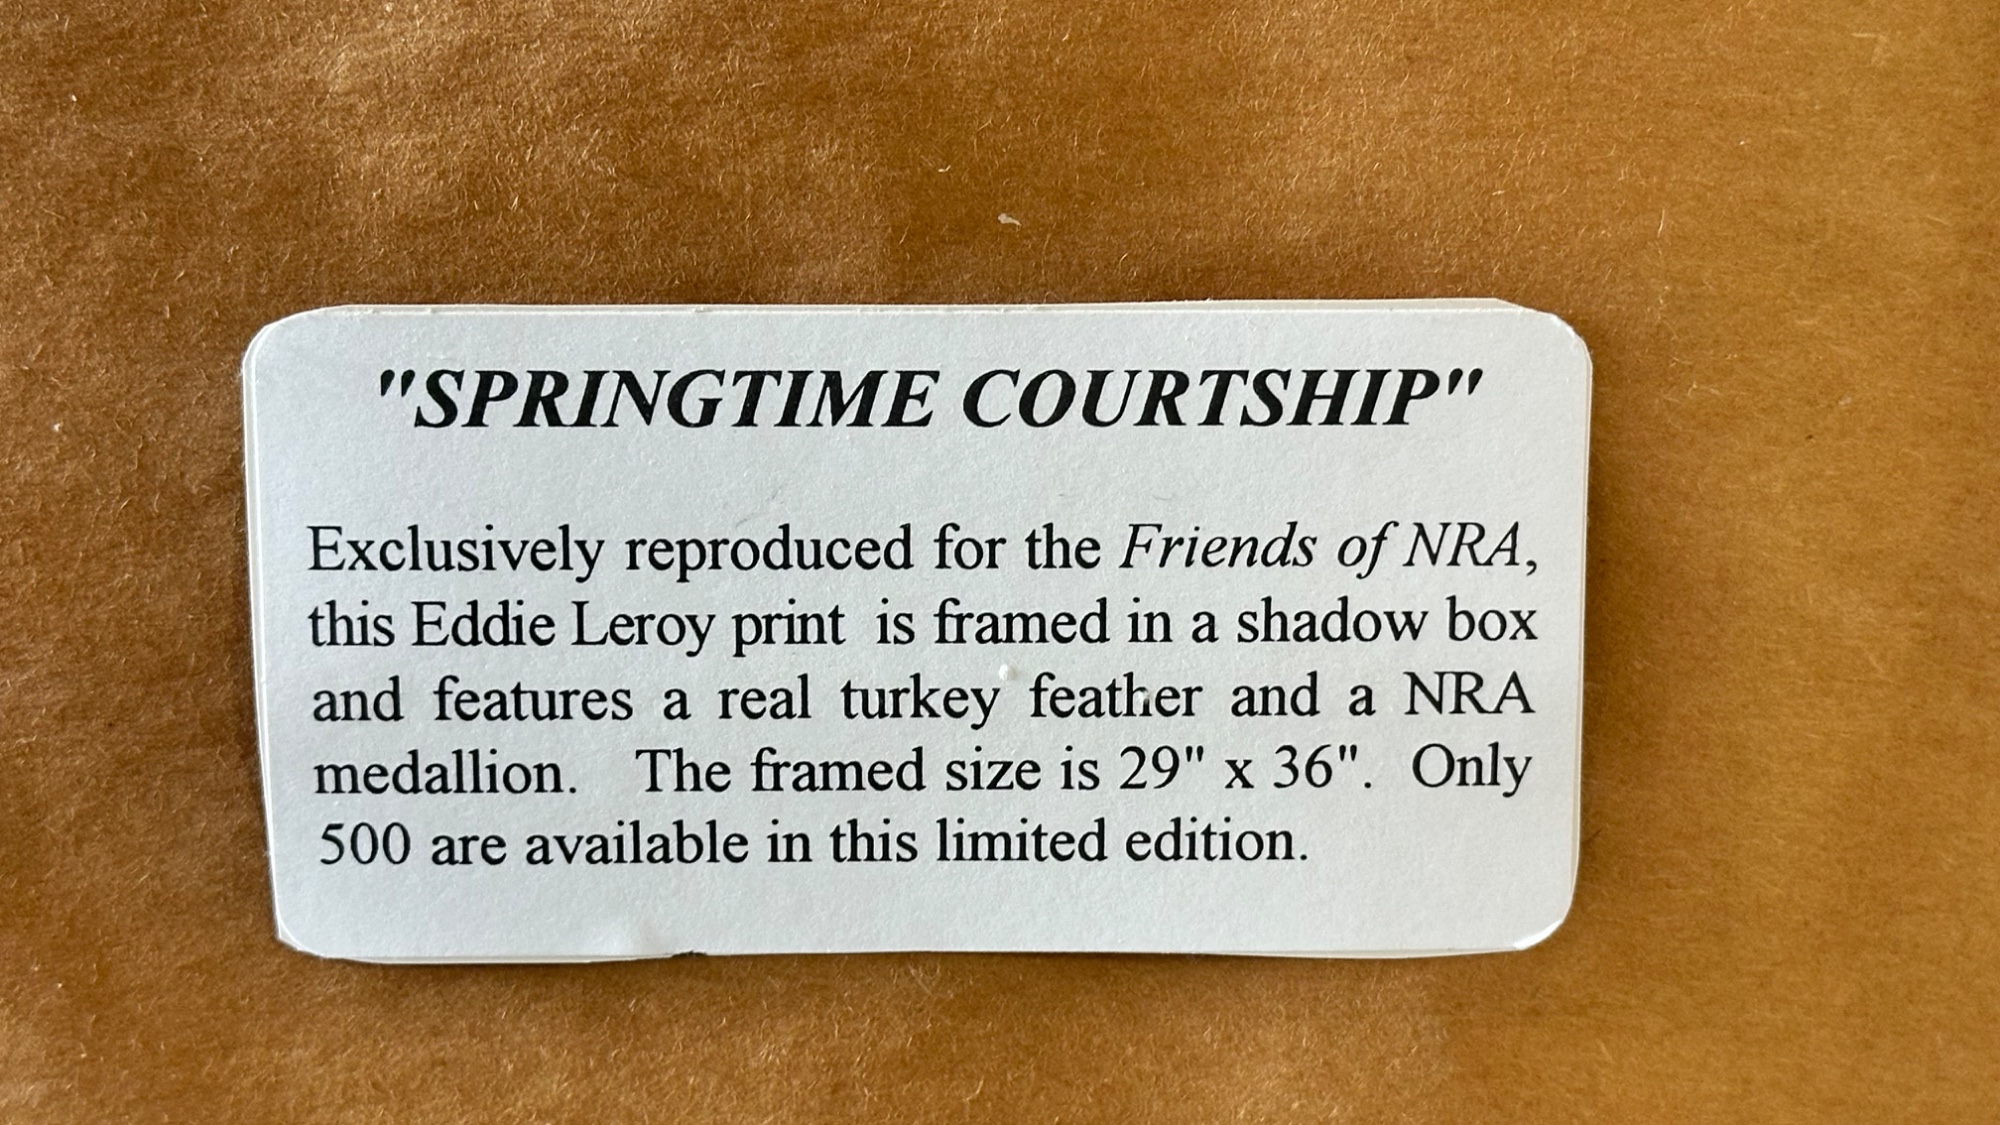 "SPRINGTIME COURTSHIP"
Exclusively reproduced for the Friends of NRA,
this Eddie Leroy print is framed in a shadow box
and features a real turkey feather and a NRA
medallion. The framed size is 29" x 36". Only
500 are available in this limited edition.